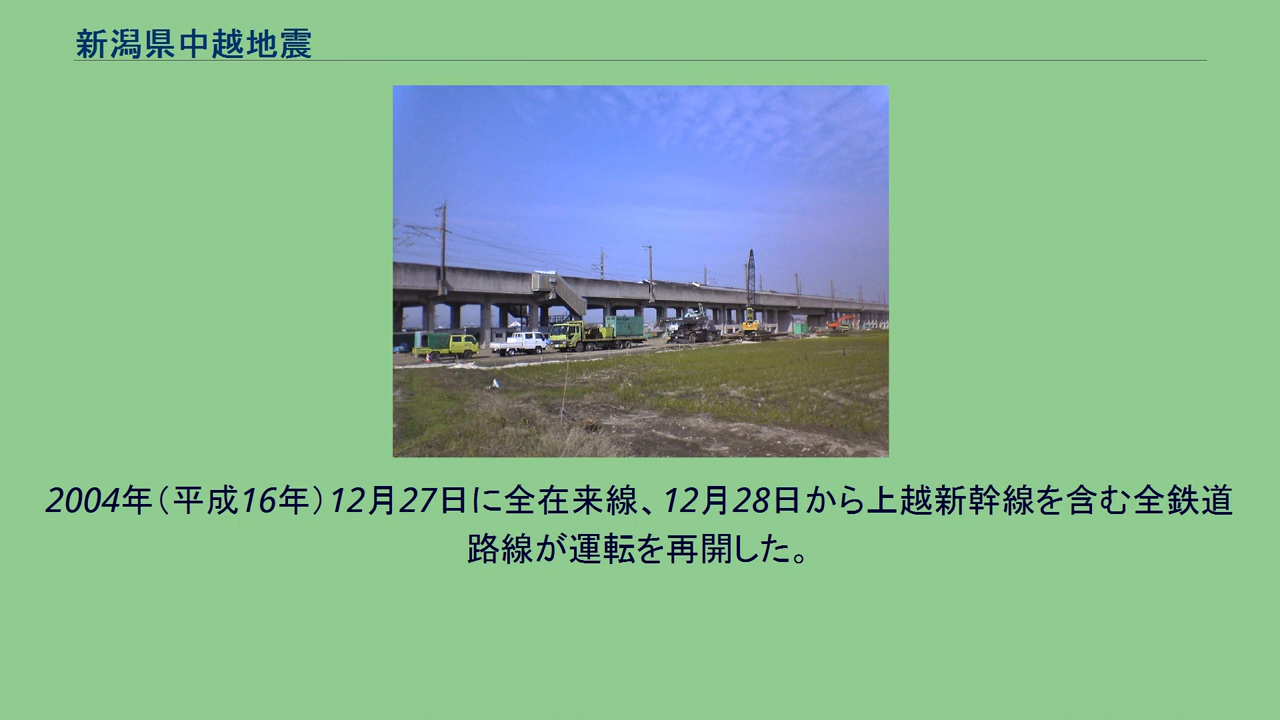 新潟県中越地震
2004年（平成16年）12月27日に全在来線、12月28日から上越新幹線を含む全鉄道
路線が運転を再開した。